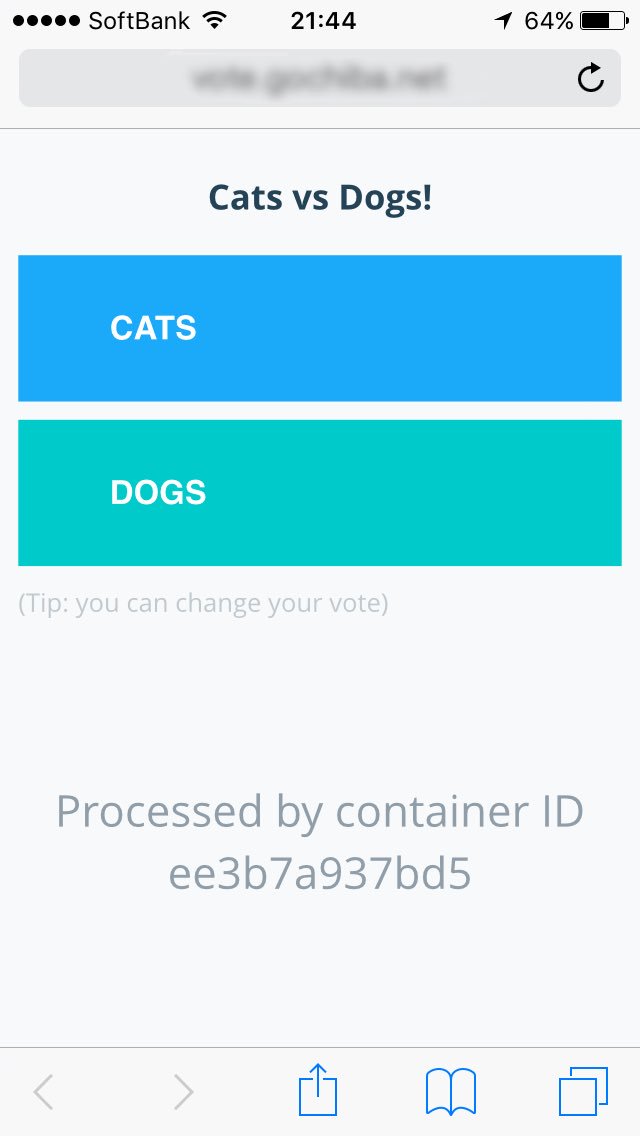 SoftBank 21:44 64%
Cats vs Dogs!
CATS
DOGS
(Tip: you can change your vote)
Processed by container ID
ee3b7a937bd5